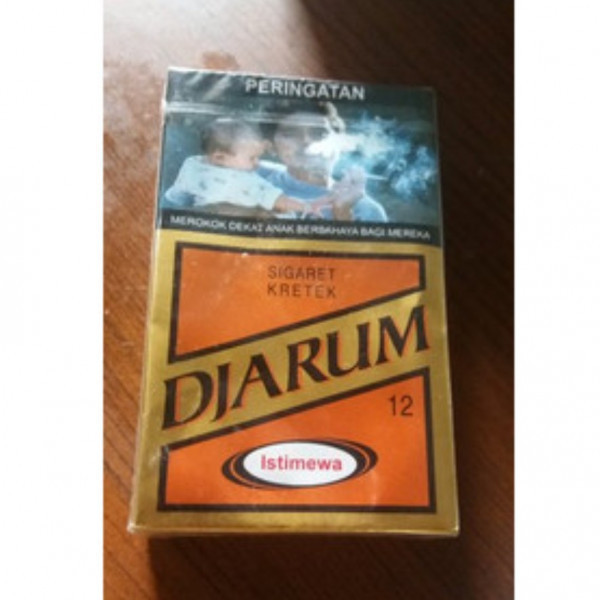 PERINGATAN
MEROKOK DEKAT ANAK BERBAHAYA BAGI MEREKA
SIGARET
KRETEK
DJARUM
12
Istimewa